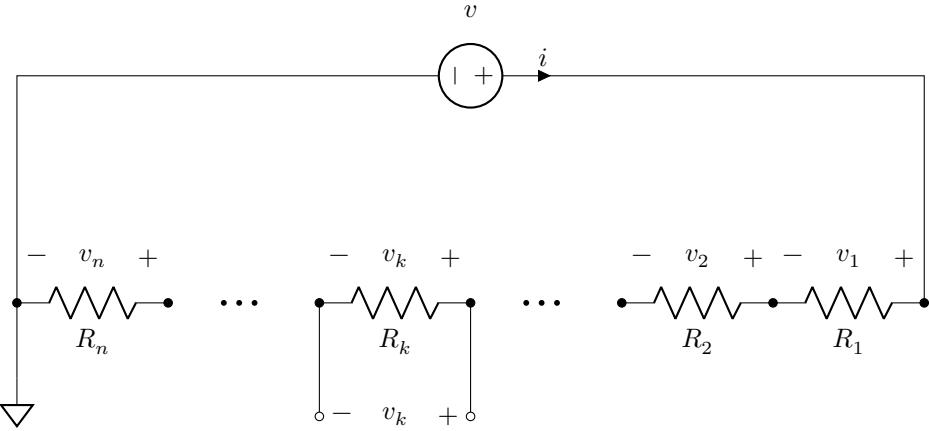 v
i
− v_n + − v_k + − v_2 + − v_1 +
R_n R_k R_2 R_1
− v_k +